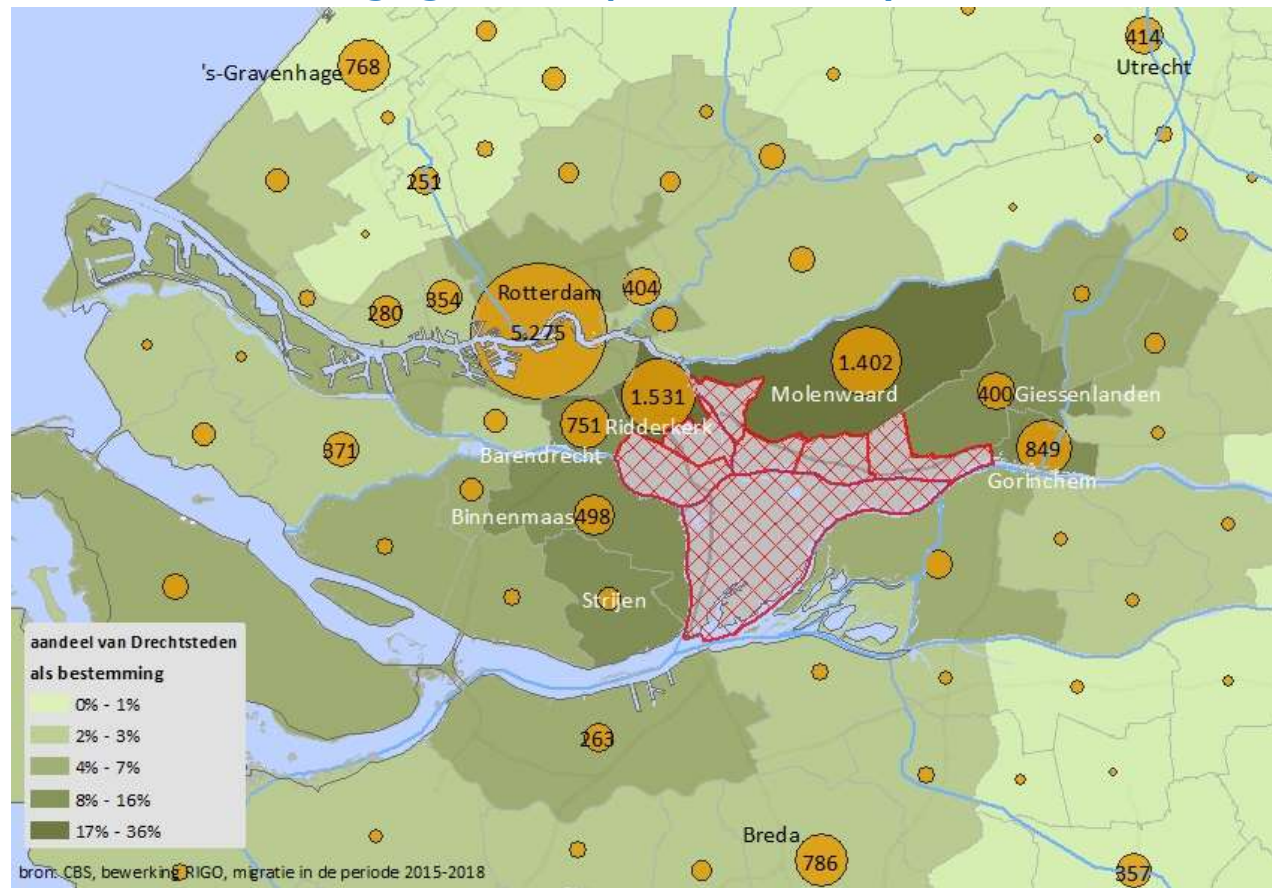 414
Utrecht
's-Gravenhage
768
251
Rotterdam
5.275
404
354
280
1.402
Molenwaard
400
Giessenlanden
1.531
Ridderkerk
751
Barendrecht
371
849
Gorinchem
Binnenmaas
498
Strijen
263
Breda
786
357
aandeel van Drechtsteden
als bestemming
0% - 1%
2% - 3%
4% - 7%
8% - 16%
17% - 36%
bron: CBS, bewerking RIGO, migratie in de periode 2015-2018